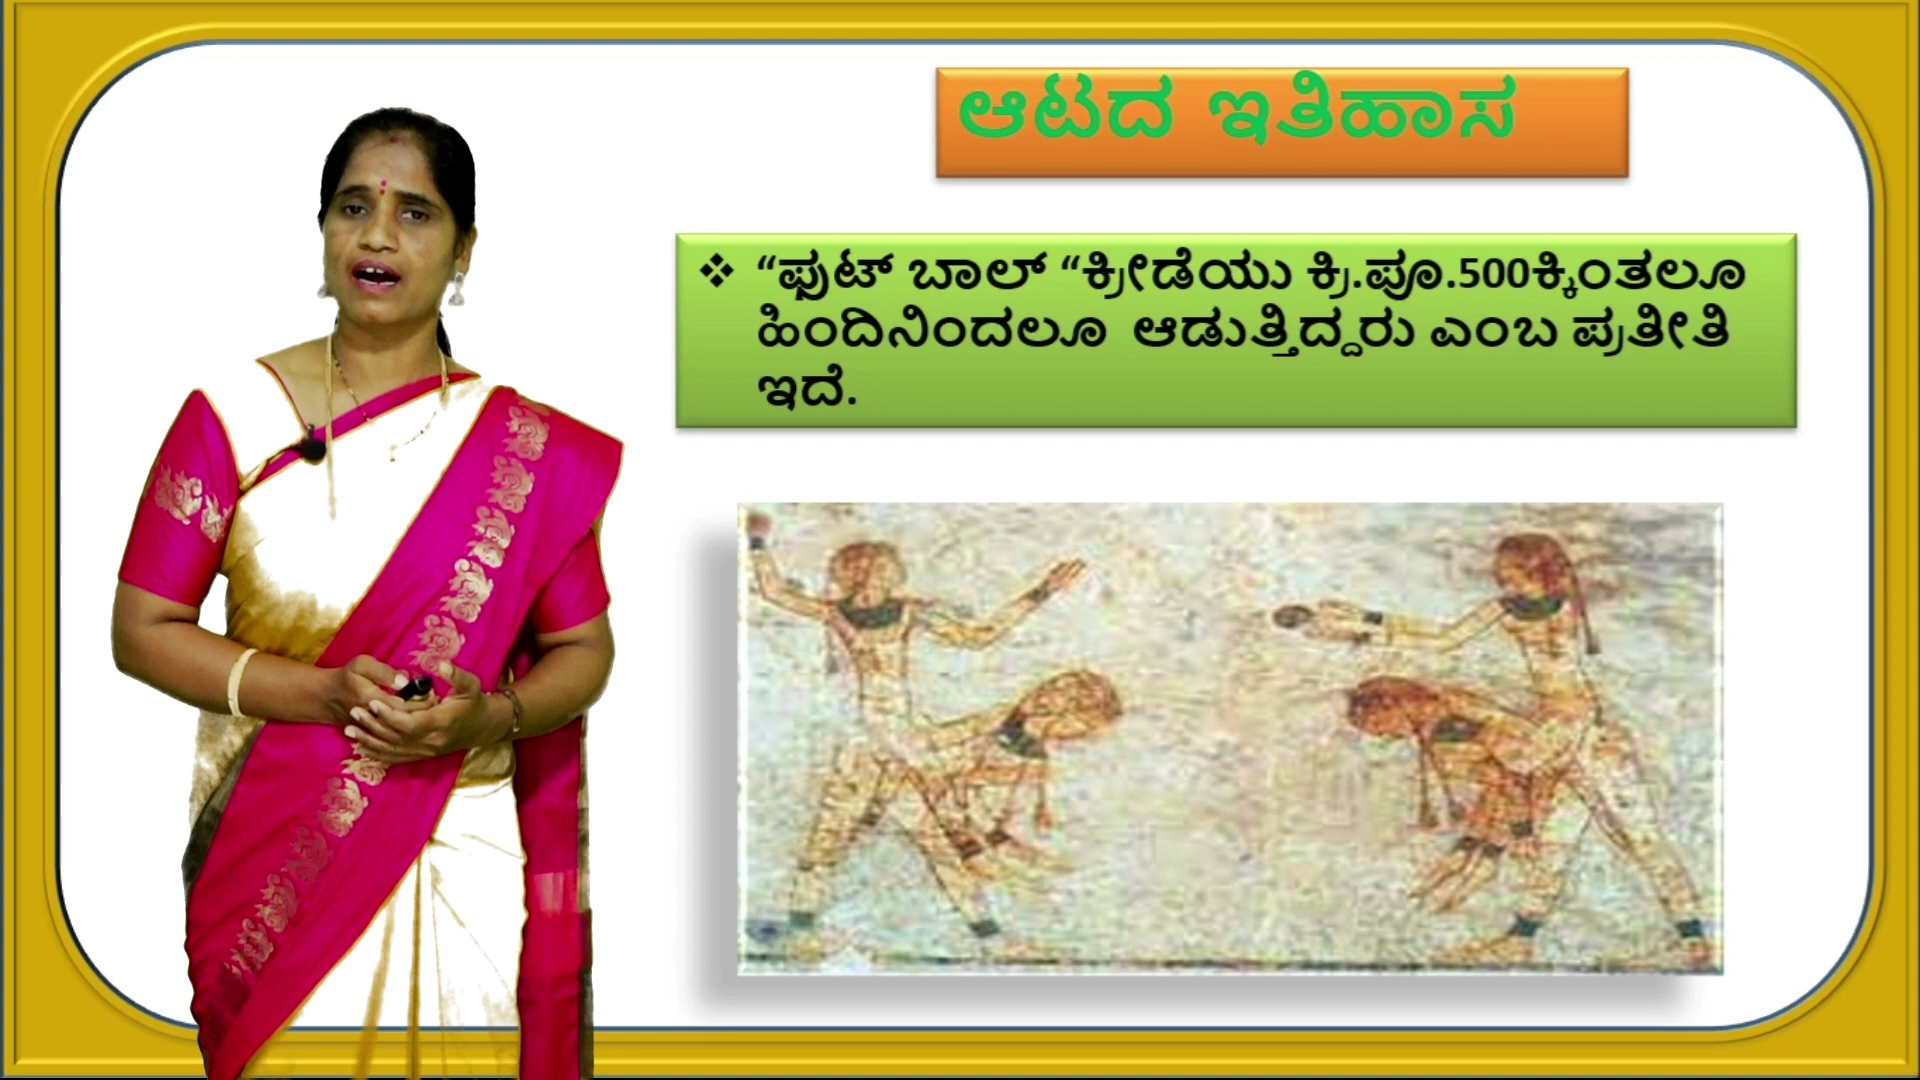 ಆಟದ ಇತಿಹಾಸ
❖ “ಫುಟ್ ಬಾಲ್ “ಕ್ರೀಡೆಯು ಕ್ರಿ.ಪೂ.500ಕ್ಕಿಂತಲೂ
ಹಿಂದಿನಿಂದಲೂ ಆಡುತ್ತಿದ್ದರು ಎಂಬ ಪ್ರತೀತಿ
ಇದೆ.